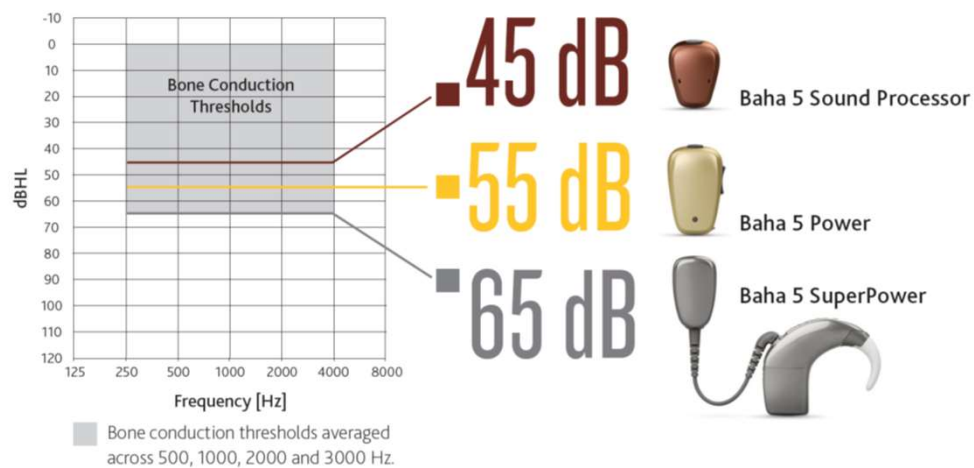 -10
0
10
20
30
40
50
60
70
80
90
100
110
120
dBHL
125 250 500 1000 2000 4000 8000
Frequency [Hz]
Bone Conduction
Thresholds
Bone conduction thresholds averaged
across 500, 1000, 2000 and 3000 Hz.
45 dB
Baha 5 Sound Processor
55 dB
Baha 5 Power
65 dB
Baha 5 SuperPower